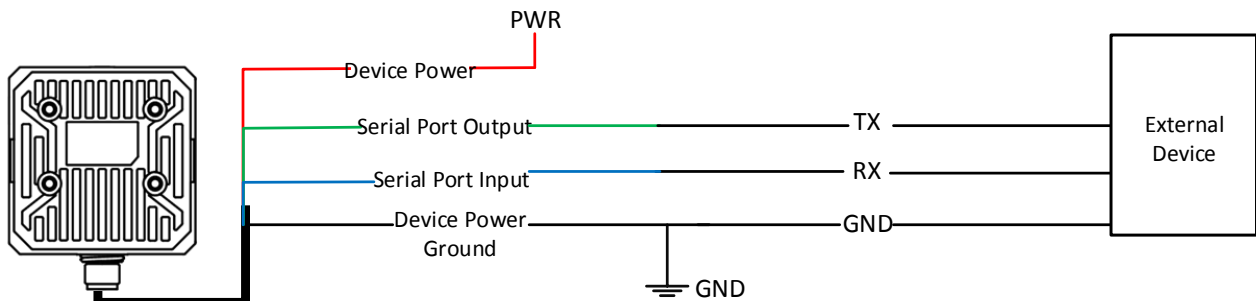 PWR
Device Power
Serial Port Output
TX
External
Device
Serial Port Input
RX
Device Power
Ground
GND
GND